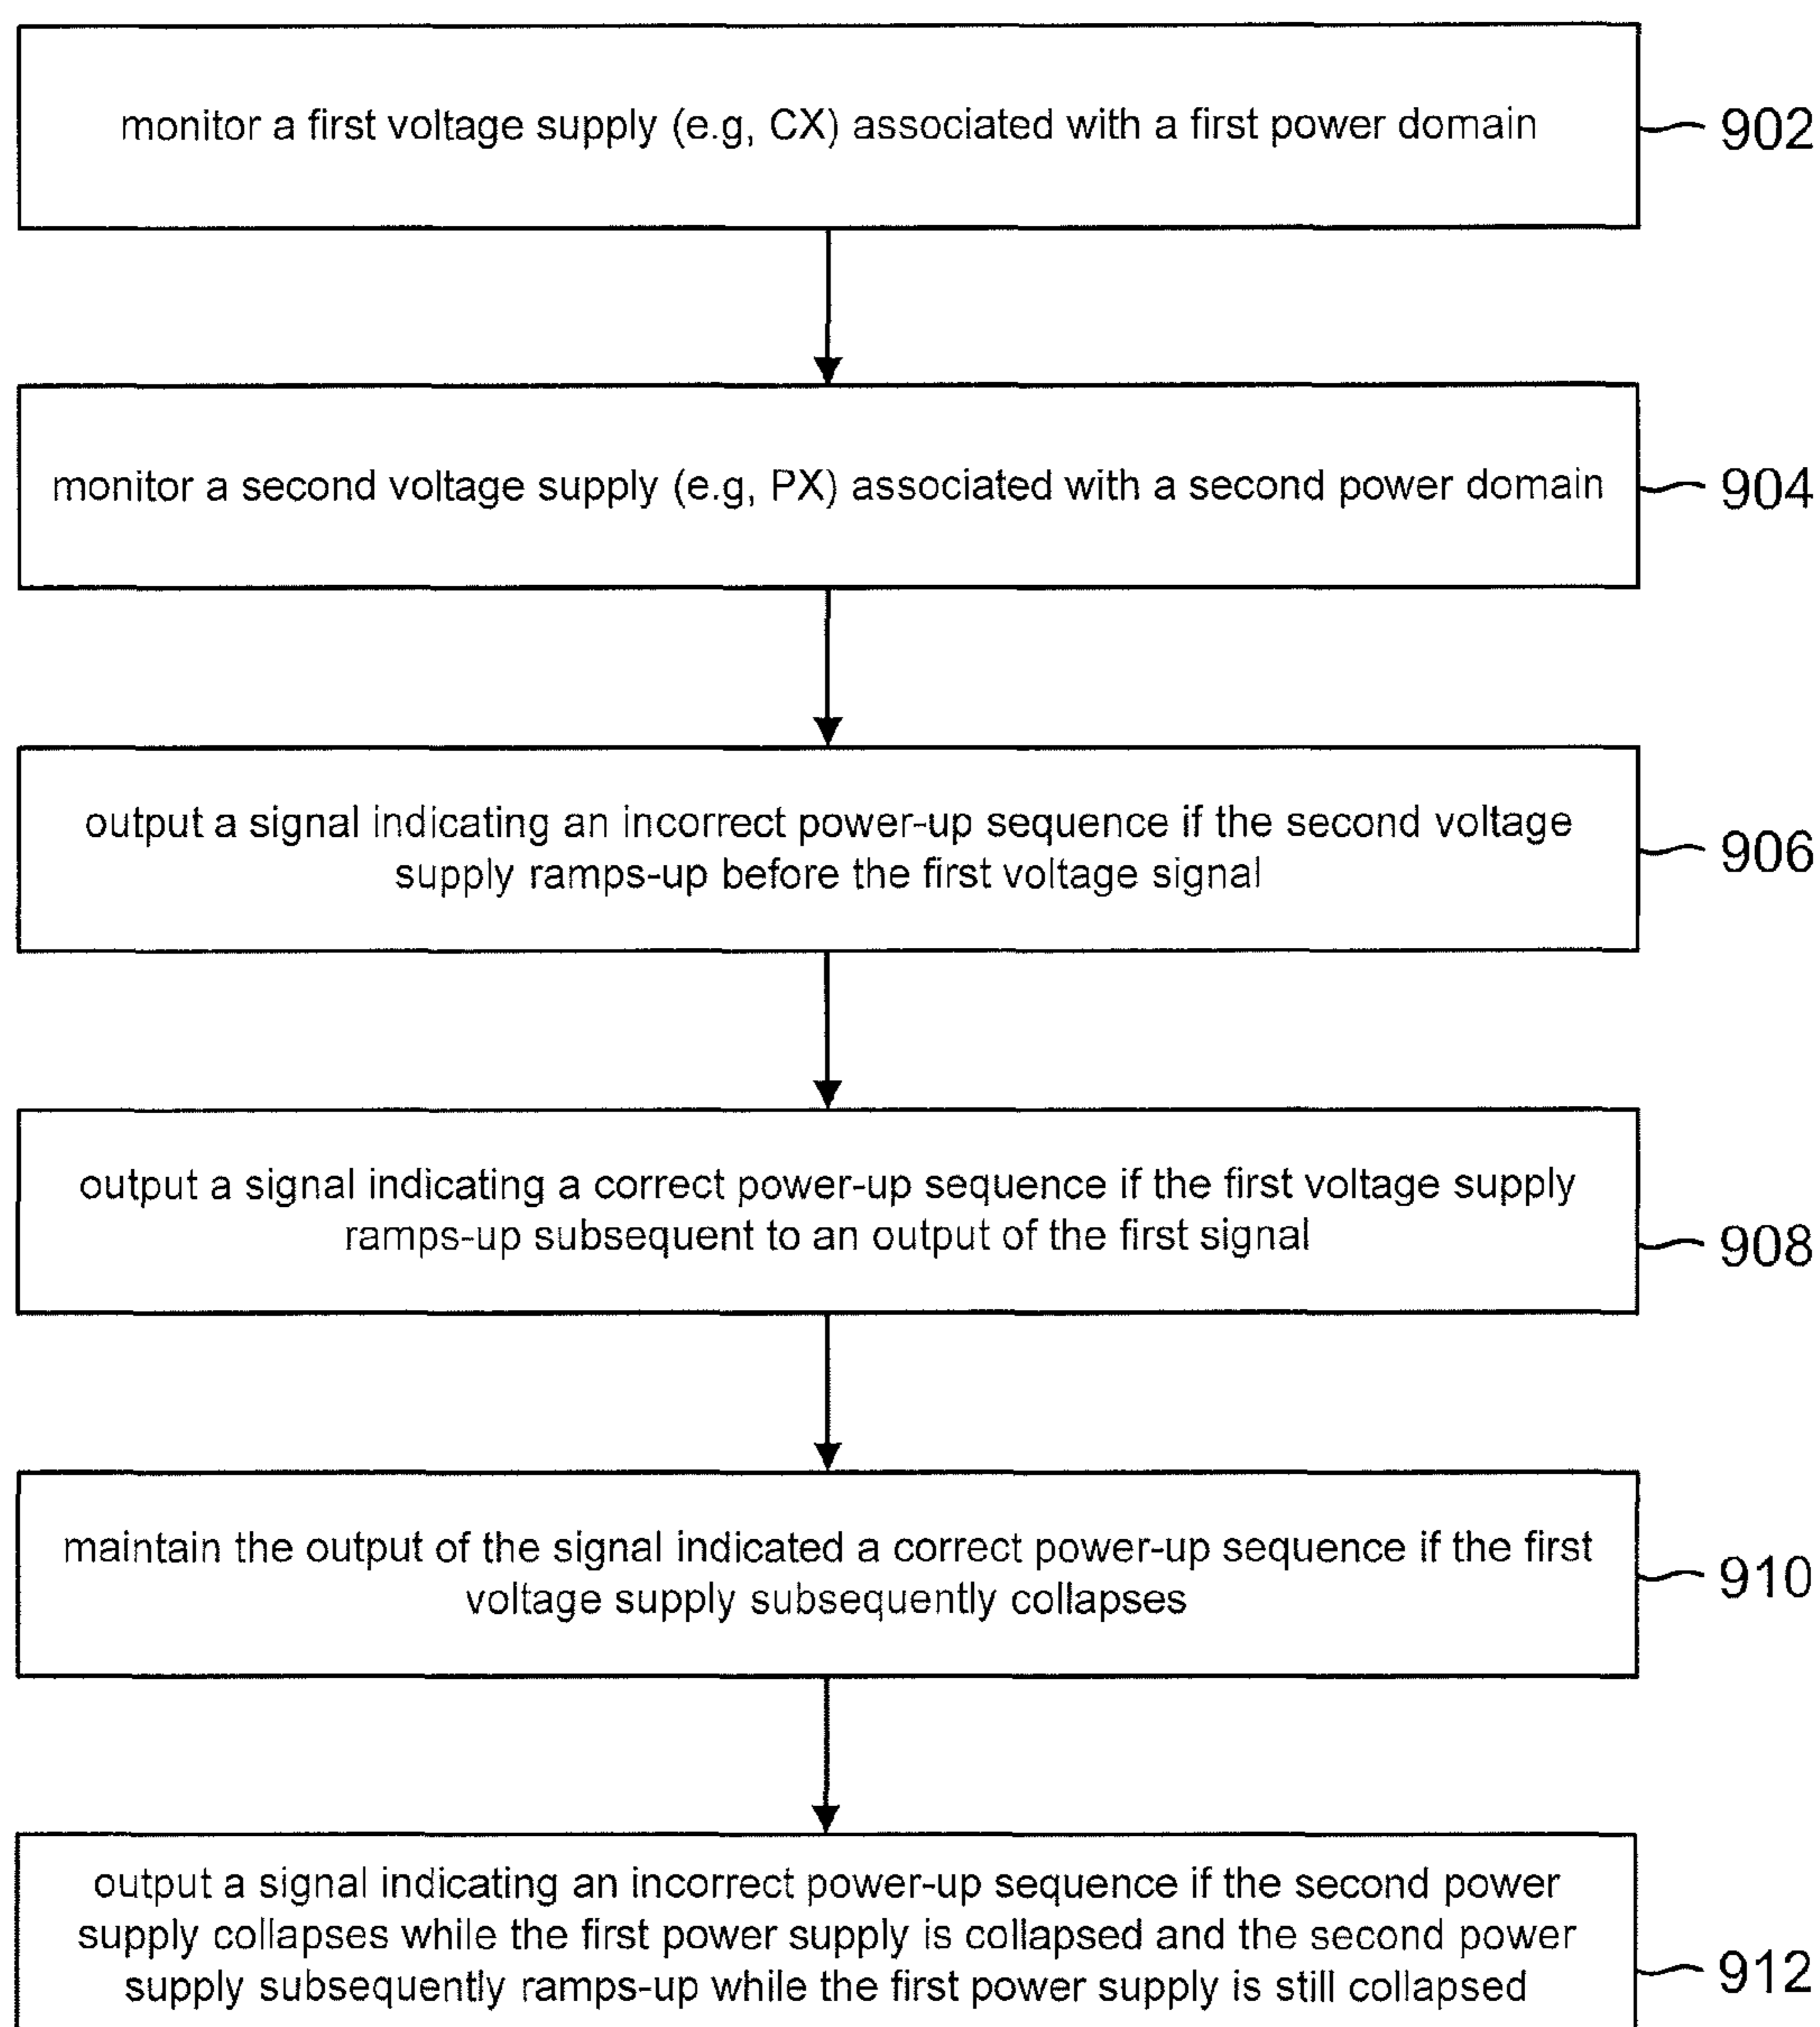 monitor a first voltage supply (e.g, CX) associated with a first power domain
902
monitor a second voltage supply (e.g, PX) associated with a second power domain
904
output a signal indicating an incorrect power-up sequence if the second voltage
supply ramps-up before the first voltage signal
906
output a signal indicating a correct power-up sequence if the first voltage supply
ramps-up subsequent to an output of the first signal
908
maintain the output of the signal indicated a correct power-up sequence if the first
voltage supply subsequently collapses
910
output a signal indicating an incorrect power-up sequence if the second power
supply collapses while the first power supply is collapsed and the second power
supply subsequently ramps-up while the first power supply is still collapsed
912